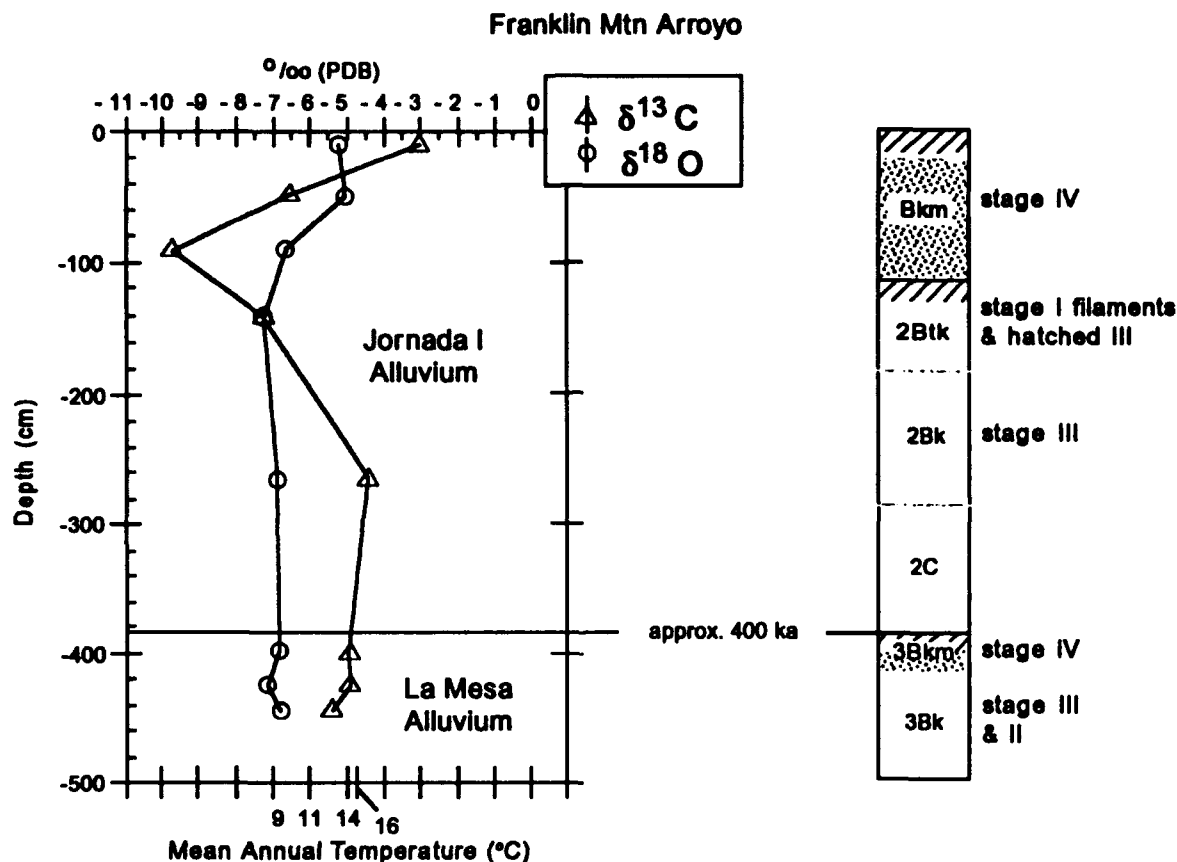 Franklin Mtn Arroyo
o/oo (PDB)
-11 -10 -9 -8 -7 -6 -5 -4 -3 -2 -1 0
δ13 C
δ18 O
0
-100
-200
-300
-400
-500
Depth (cm)
Jornada I
Alluvium
La Mesa
Alluvium
approx. 400 ka
9 11 14 16
Mean Annual Temperature (°C)
Bkm
stage IV
2Btk
stage I filaments
& hatched III
2Bk
stage III
2C
3Bkm
stage IV
3Bk
stage III
& II